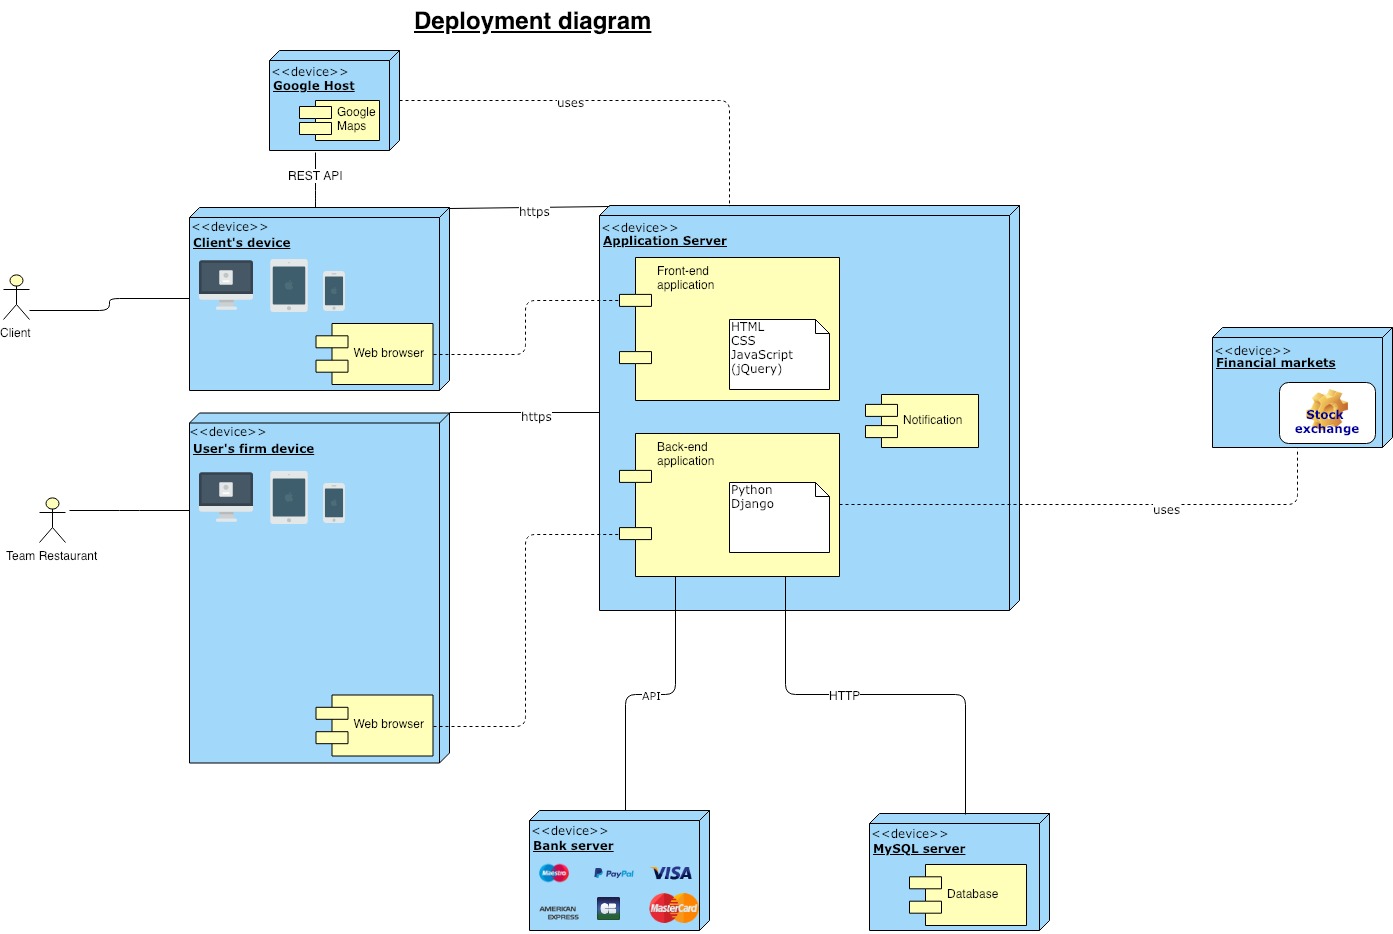 Deployment diagram
<<device>>
Google Host
Google
Maps
uses
REST API
<<device>>
Client's device
Web browser
https
Client
<<device>>
Application Server
Front-end
application
HTML
CSS
JavaScript
(jQuery)
Notification
Back-end
application
Python
Django
<<device>>
Financial markets
Stock
exchange
uses
https
<<device>>
User's firm device
Web browser
Team Restaurant
API
HTTP
<<device>>
Bank server
Maestro
PayPal
VISA
AMERICAN
EXPRESS
CB
MasterCard
<<device>>
MySQL server
Database